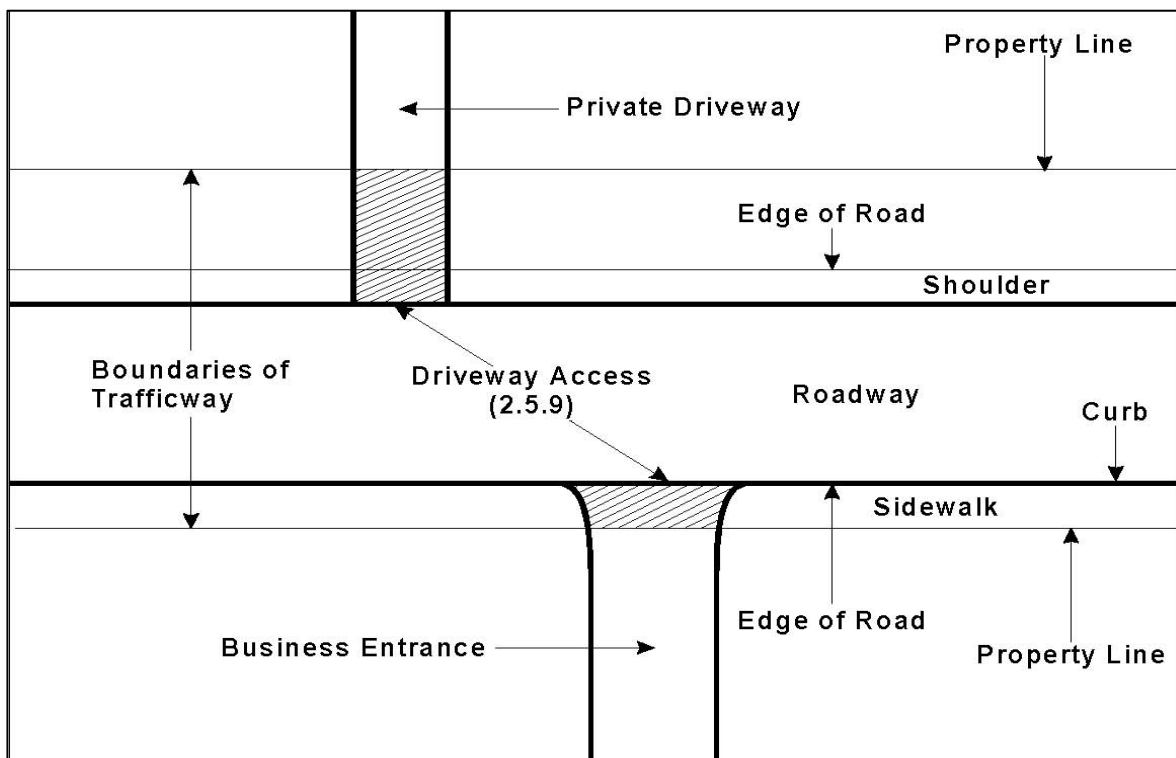 Property Line
Private Driveway
Edge of Road
Shoulder
Boundaries of
Trafficway
Driveway Access
(2.5.9)
Roadway
Curb
Sidewalk
Edge of Road
Business Entrance
Property Line